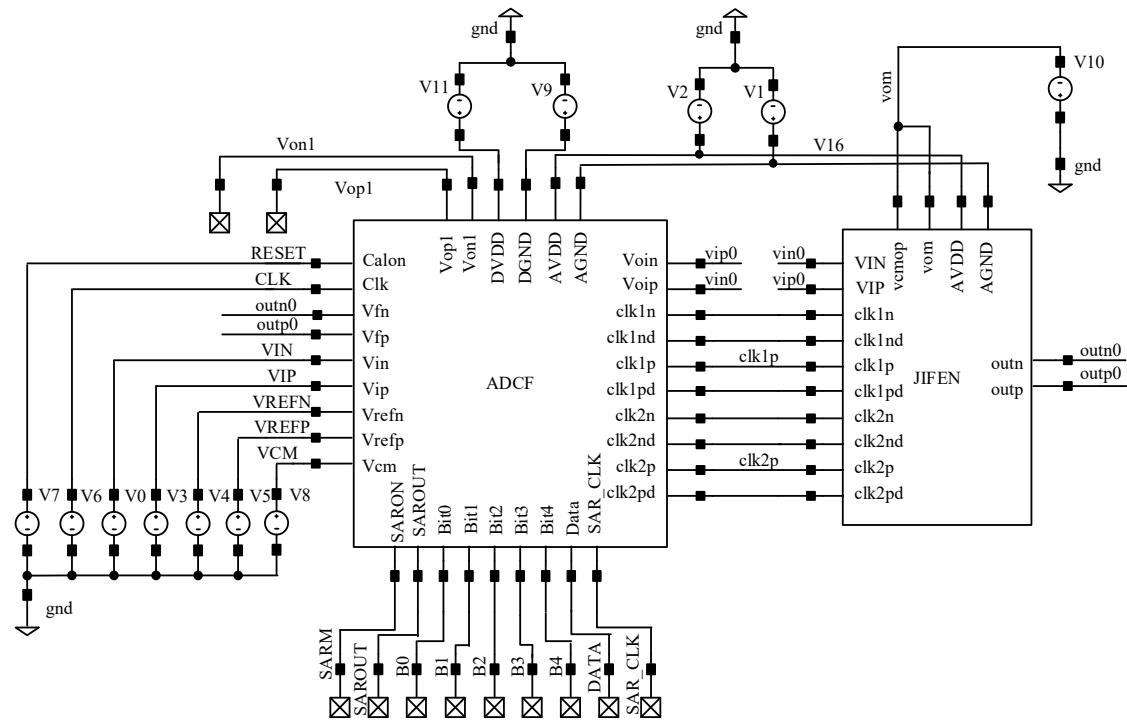 gnd
gnd
V11
V9
V2
V1
vom
V10
Von1
V16
gnd
Vop1
Vop1
Von1
DVDD
DGND
AVDD
AGND
vcmop
vom
AVDD
AGND
RESET
Calon
Voin
vip0
vin0
VIN
CLK
Clk
Voip
vin0
vip0
VIP
outn0
Vfn
clk1n
clk1n
outp0
Vfp
clk1nd
clk1nd
VIN
Vin
clk1p
clk1p
clk1p
outn
outn0
VIP
Vip
ADCF
clk1pd
clk1pd
JIFEN
outp
outp0
VREFN
Vrefn
clk2n
clk2n
VREFP
Vrefp
clk2nd
clk2nd
VCM
Vcm
clk2p
clk2p
clk2p
clk2pd
clk2pd
V7
V6
V0
V3
V4
V5
V8
SARON
SAROUT
Bit0
Bit1
Bit2
Bit3
Bit4
Data
SAR_CLK
gnd
SARM
SAROUT
B0
B1
B2
B3
B4
DATA
SAR_CLK